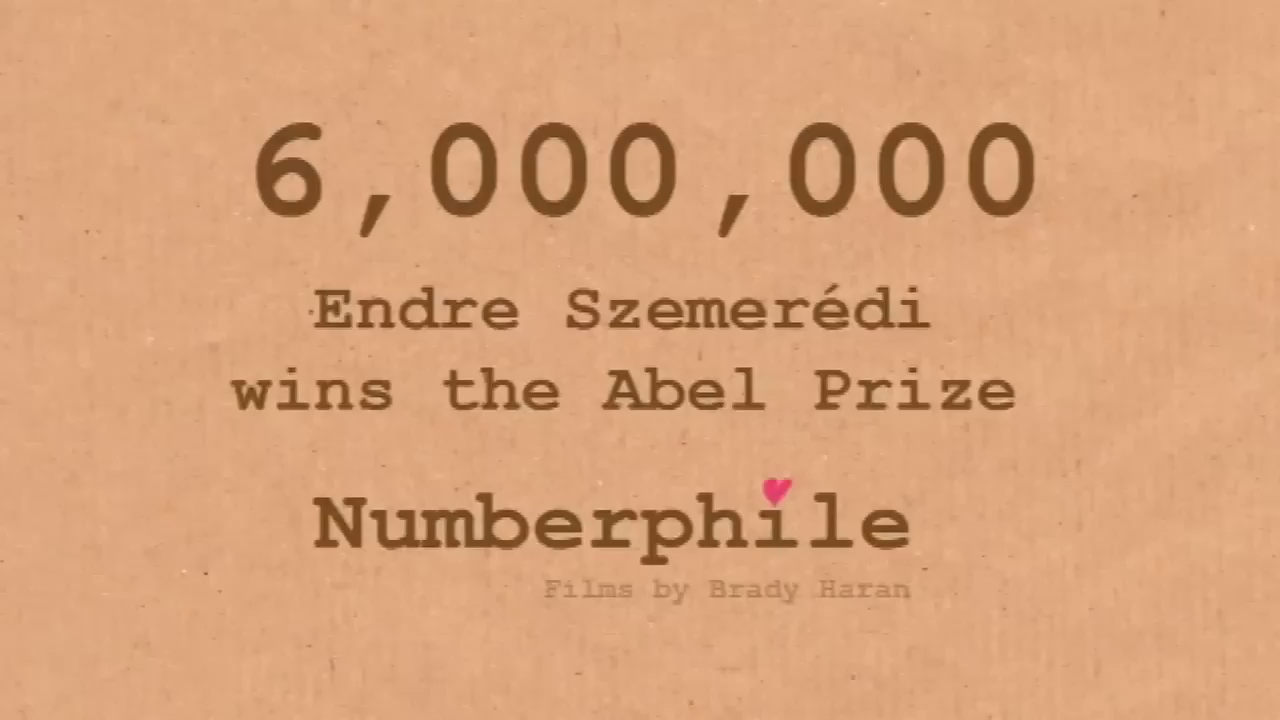 6,000,000
Endre Szemerédi
wins the Abel Prize
Numberphile
Films by Brady Haran